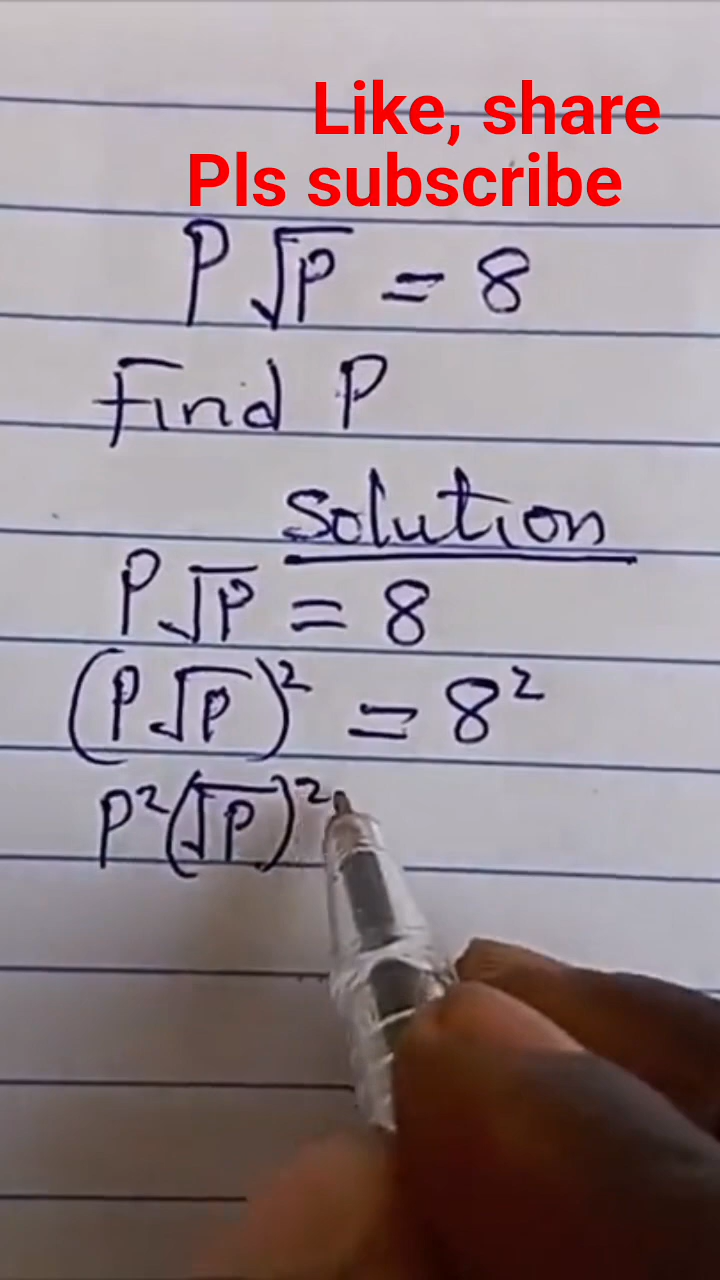 Like, share
Pls subscribe
P√P = 8
Find P
Solution
P√P = 8
(P√P)² = 8²
P²(√P)²